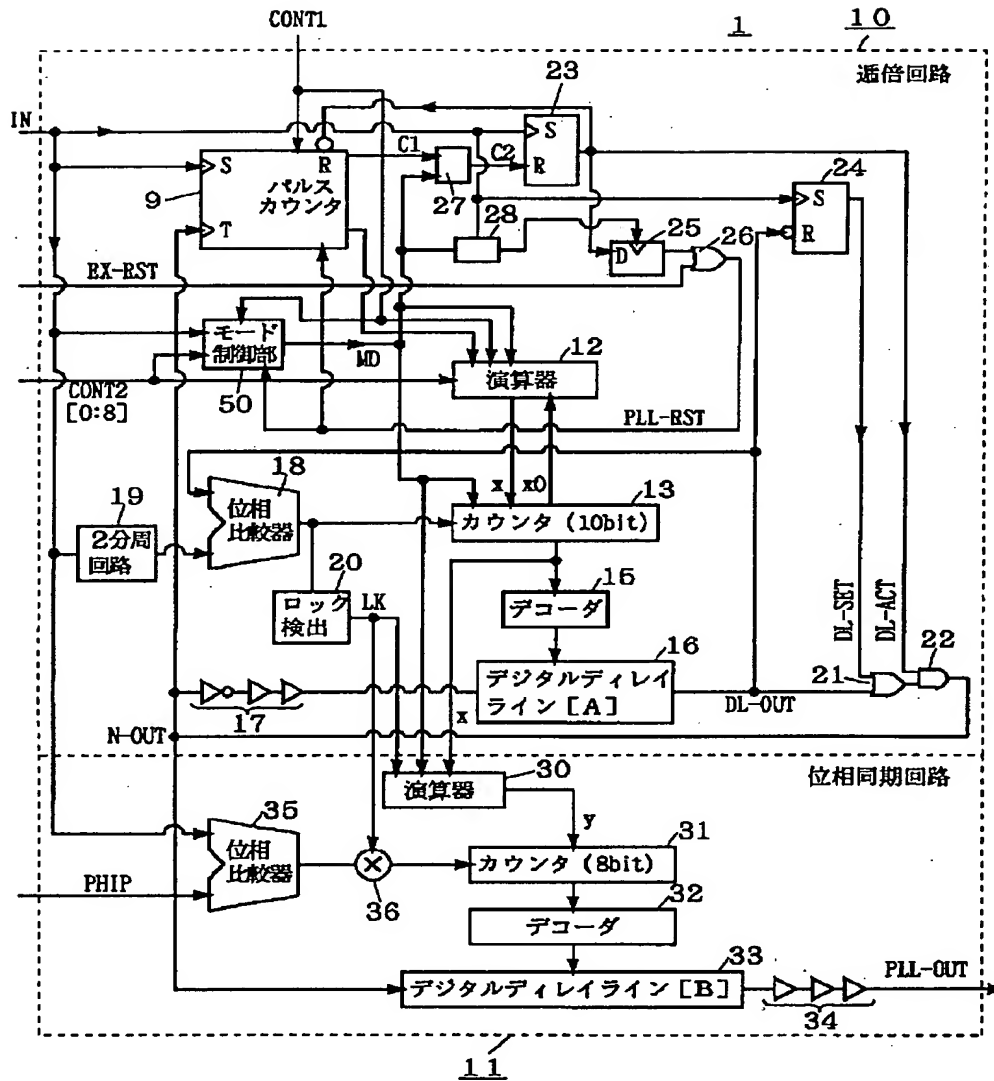 CONT1
1
10
逓倍回路
IN
23
S
R
S
R
C1
C2
24
9
パルス
カウンタ
T
27
28
S
R
25
26
D
EX-RST
モード
制御部
MD
12
演算器
CONT2
[0:8]
50
PLL-RST
18
位相
比較器
x
x0
13
カウンタ(10bit)
19
2分周
回路
20
ロック
検出
LK
15
デコーダ
DL-SET
DL-ACT
22
16
デジタルディレイ
ライン[A]
21
DL-OUT
17
x
N-OUT
30
位相同期回路
演算器
35
位相
比較器
y
31
カウンタ(8bit)
PHIP
36
32
デコーダ
33
PLL-OUT
デジタルディレイライン[B]
34
11